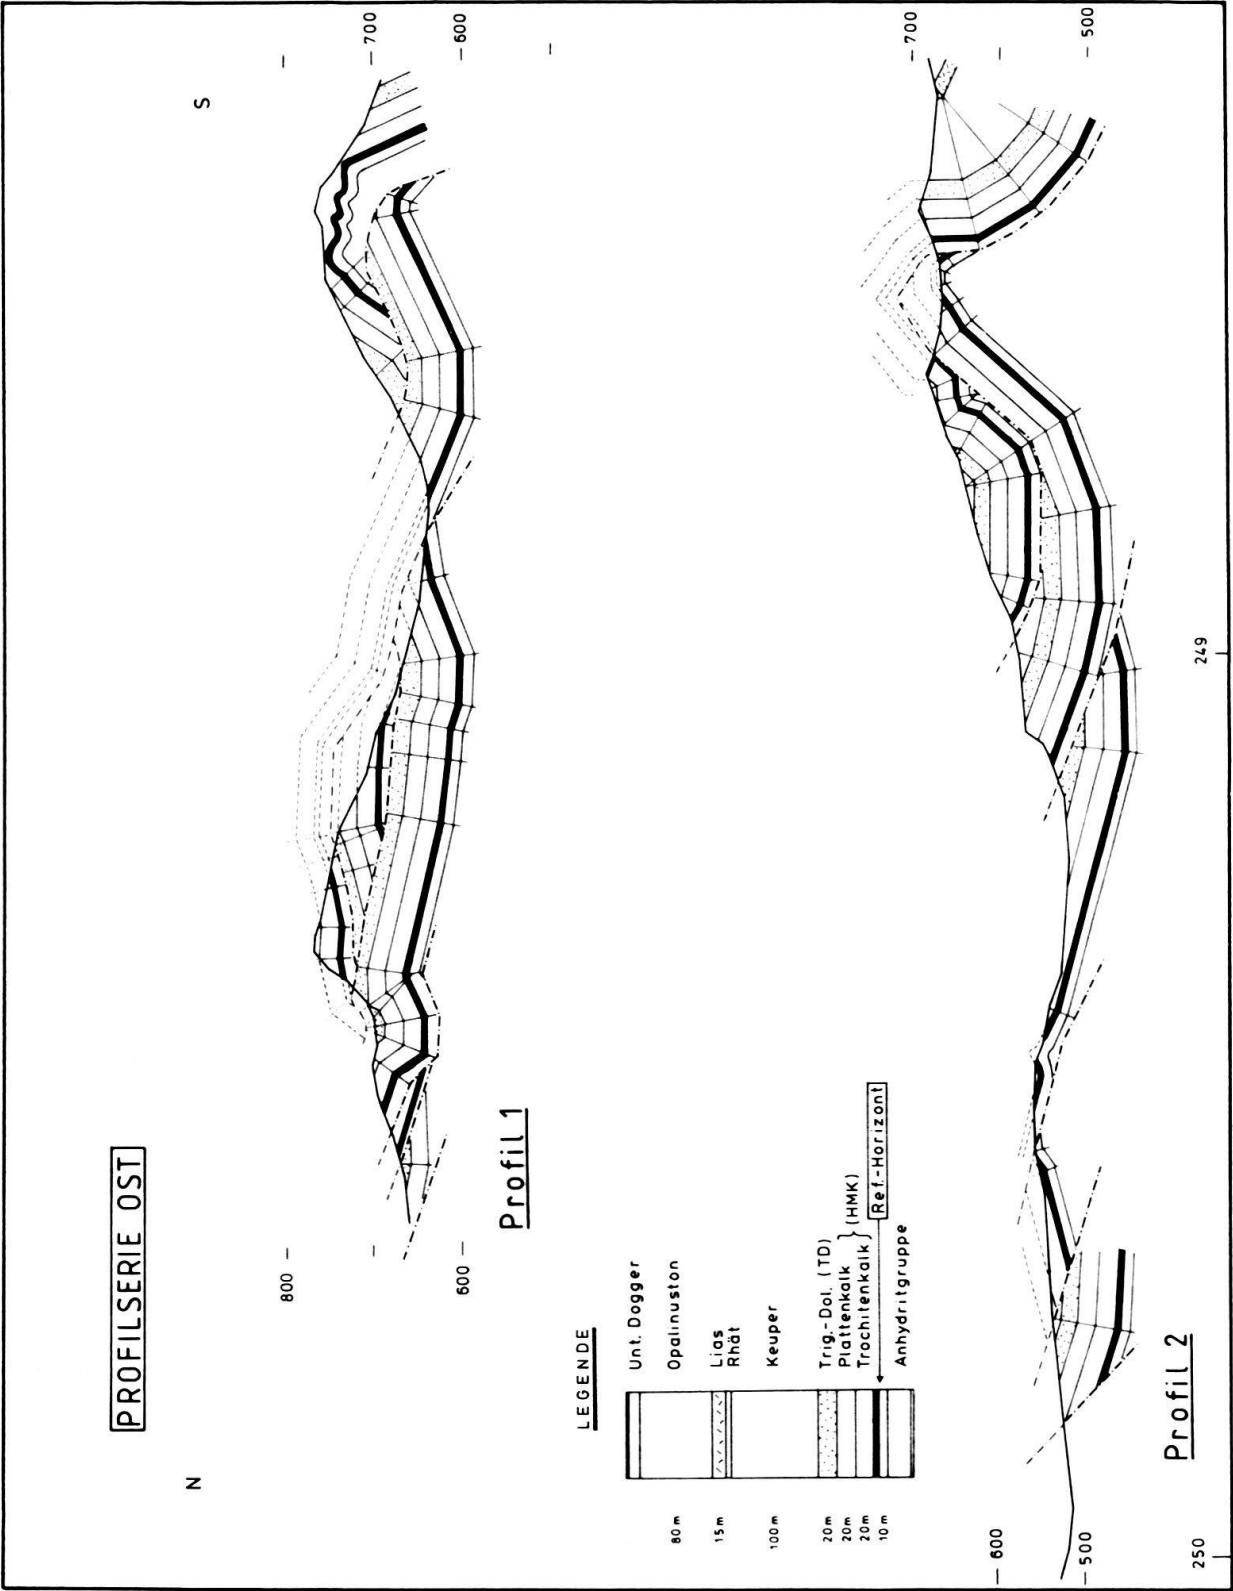 PROFILSERIE OST
N
S
800 –
600 –
– 700
– 600
Profil 1
LEGENDE
Unt. Dogger
Opalinuston
Lias
Rhät
Keuper
Trig.-Dol. (TD)
Plattenkalk
Trochitenkalk
(HMK)
Ref.-Horizont
Anhydritgruppe
80 m
15 m
100 m
20 m
20 m
20 m
10 m
– 700
– 500
– 600
– 500
Profil 2
250
249